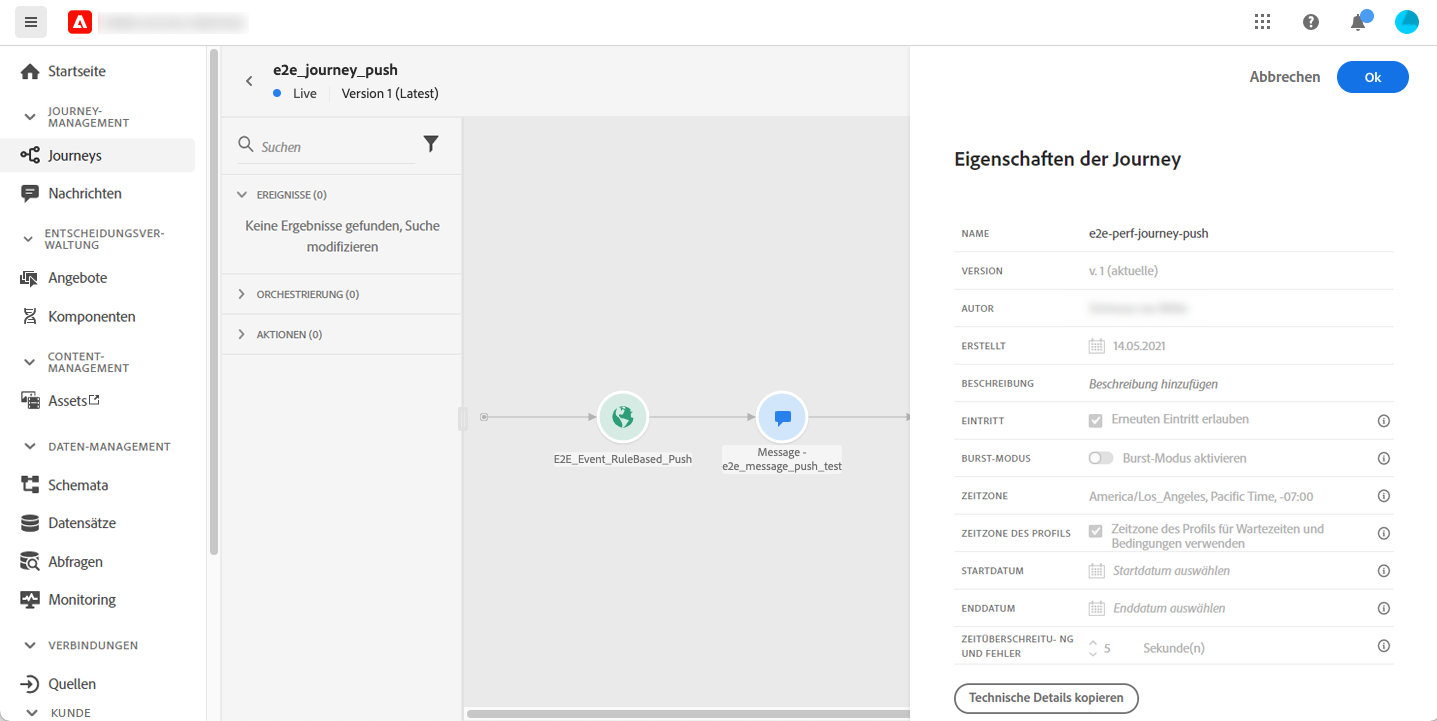 Startseite
JOURNEY-
MANAGEMENT
Journeys
Nachrichten
ENTSCHEIDUNGSVER-
WALTUNG
Angebote
Komponenten
CONTENT-
MANAGEMENT
Assets
DATEN-MANAGEMENT
Schemata
Datensätze
Abfragen
Monitoring
VERBINDUNGEN
Quellen
KUNDE
e2e_journey_push
Live Version 1 (Latest)
Suchen
EREIGNISSE (0)
Keine Ergebnisse gefunden, Suche
modifizieren
ORCHESTRIERUNG (0)
AKTIONEN (0)
E2E_Event_RuleBased_Push
Message -
e2e_message_push_test
Abbrechen Ok
Eigenschaften der Journey
NAME e2e-perf-journey-push
VERSION v. 1 (aktuelle)
AUTOR
ERSTELLT 14.05.2021
BESCHREIBUNG Beschreibung hinzufügen
EINTRITT Erneuten Eintritt erlauben
BURST-MODUS Burst-Modus aktivieren
ZEITZONE America/Los_Angeles, Pacific Time, -07:00
ZEITZONE DES PROFILS Zeitzone des Profils für Wartezeiten und
Bedingungen verwenden
STARTDATUM Startdatum auswählen
ENDDATUM Enddatum auswählen
ZEITÜBERSCHREITU- NG
UND FEHLER 5 Sekunde(n)
Technische Details kopieren